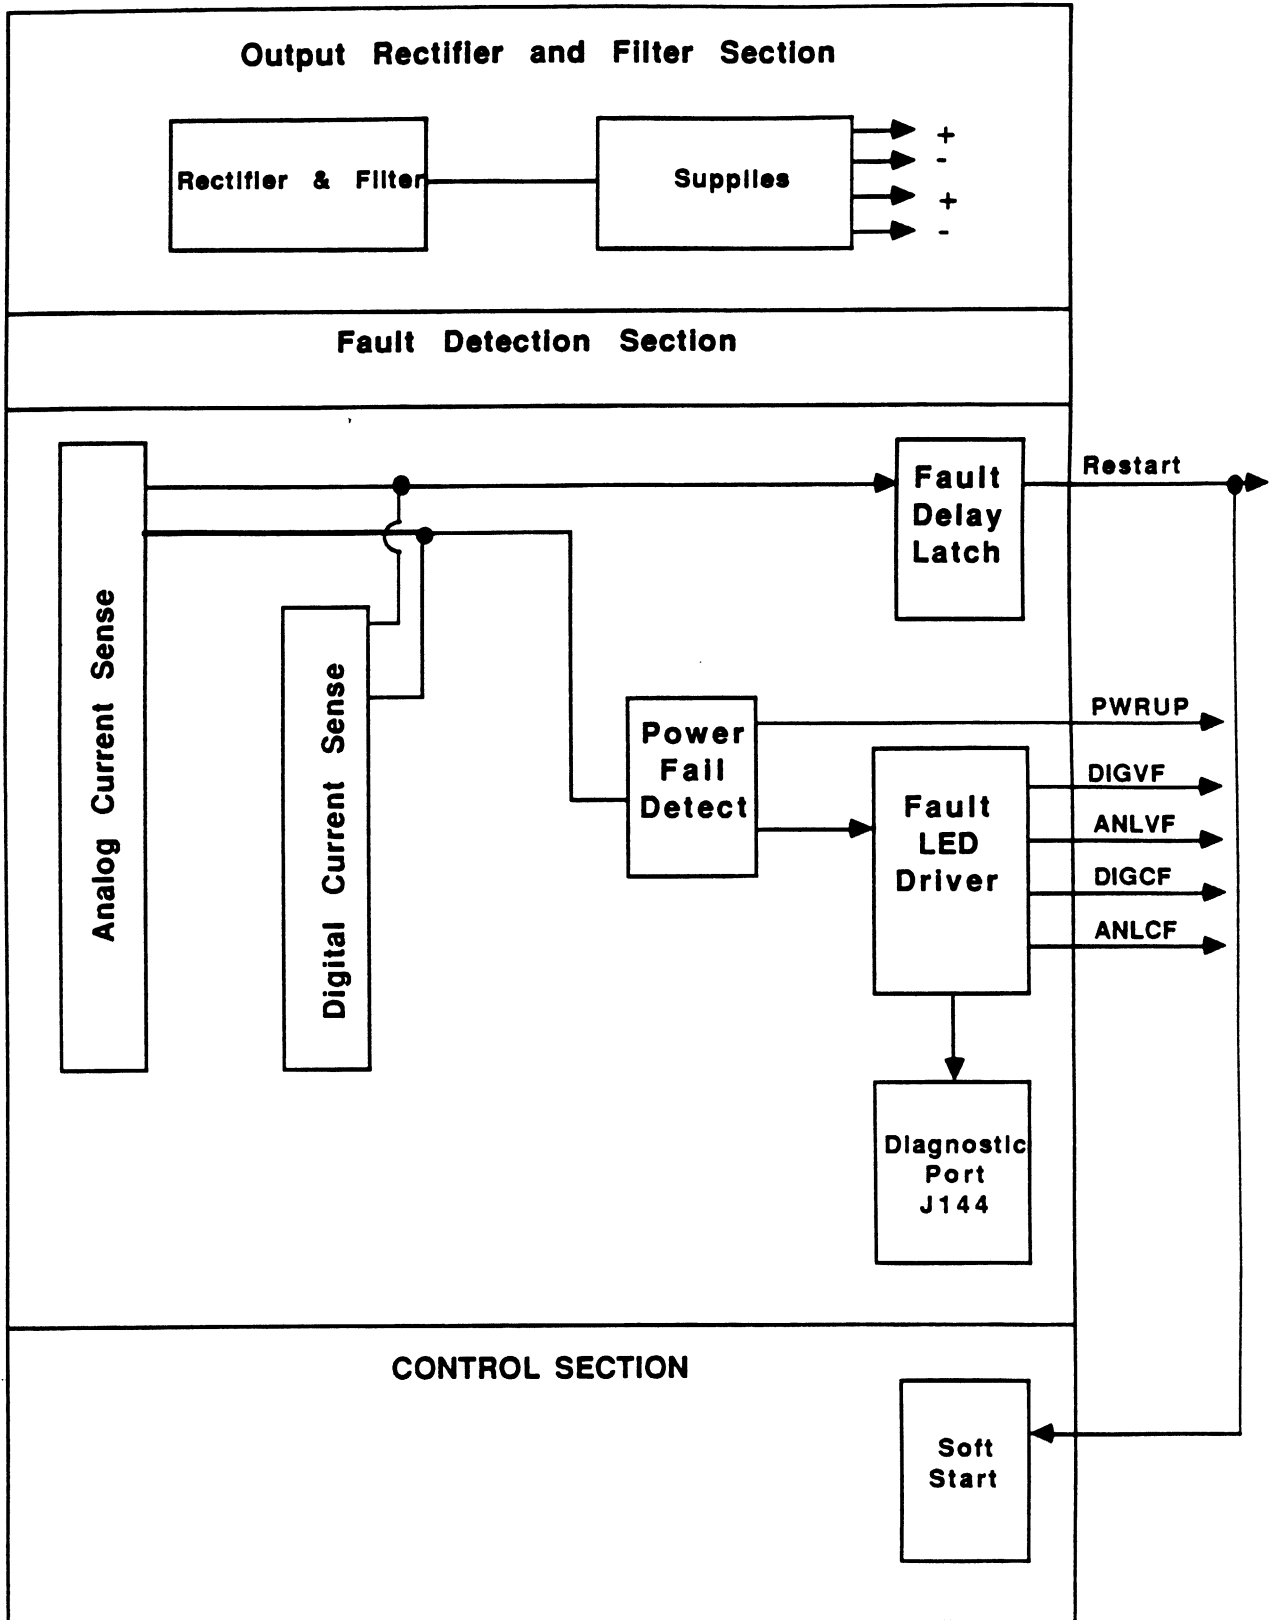 Output Rectifier and Filter Section
Rectifier & Filter
Supplies
+
-
+
-
Fault Detection Section
Analog Current Sense
Digital Current Sense
Fault
Delay
Latch
Restart
Power
Fail
Detect
PWRUP
Fault
LED
Driver
DIGVF
ANLVF
DIGCF
ANLCF
Diagnostic
Port
J144
CONTROL SECTION
Soft
Start